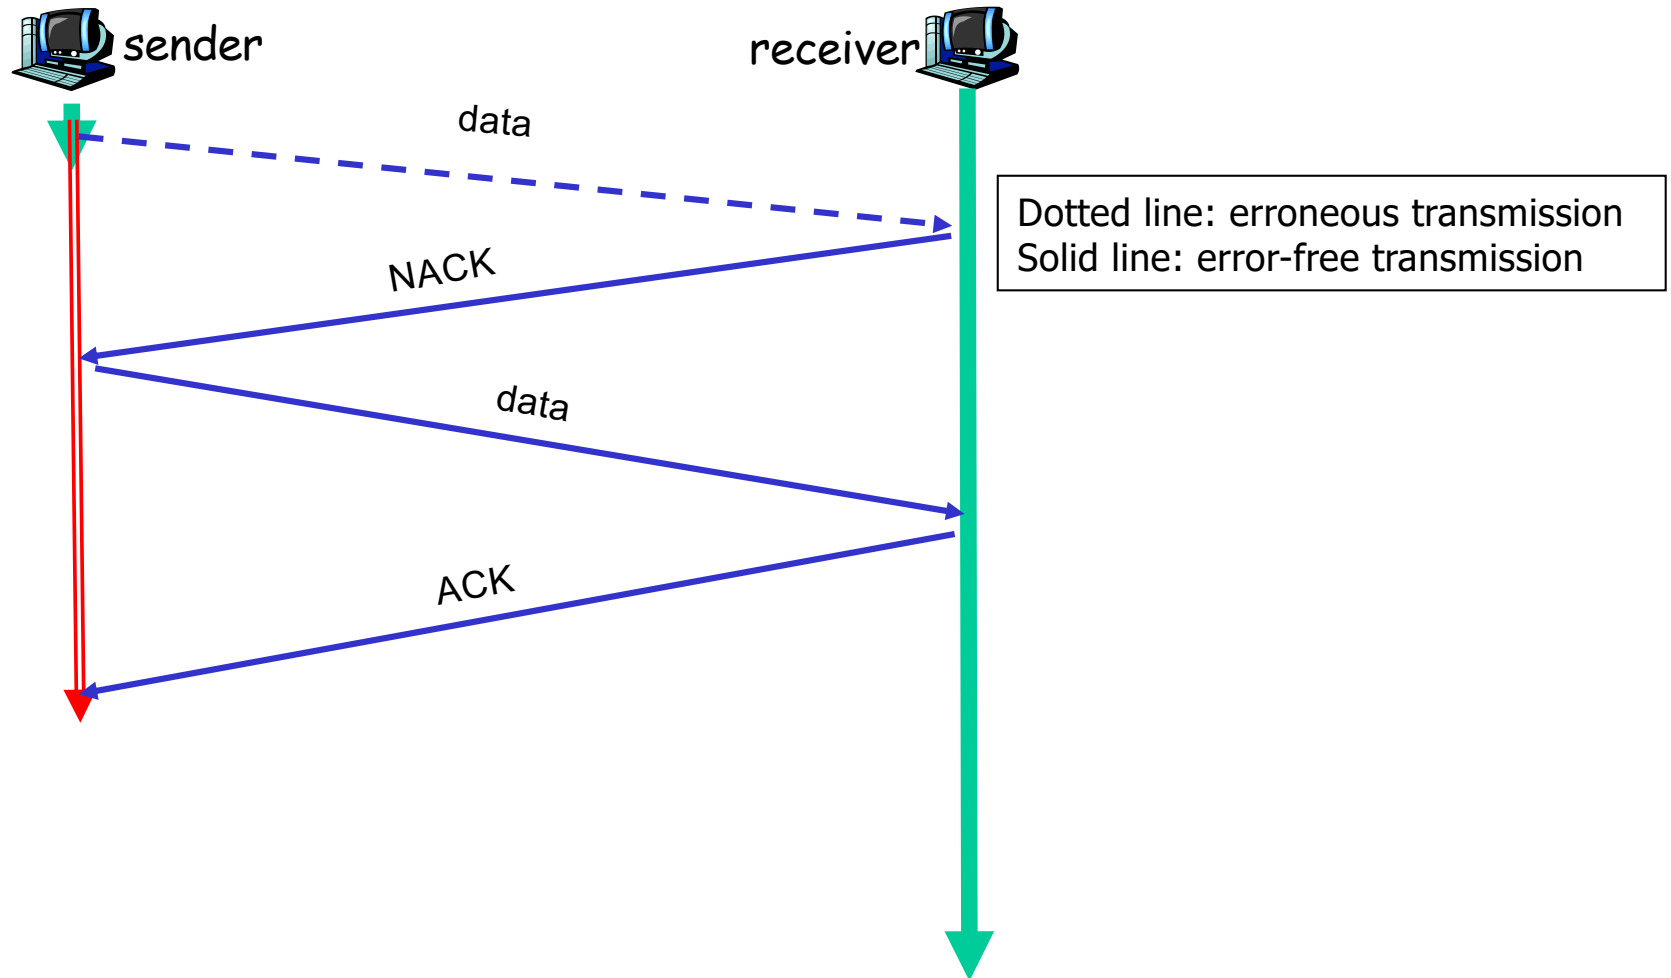 sender
receiver
data
Dotted line: erroneous transmission
Solid line: error-free transmission
NACK
data
ACK